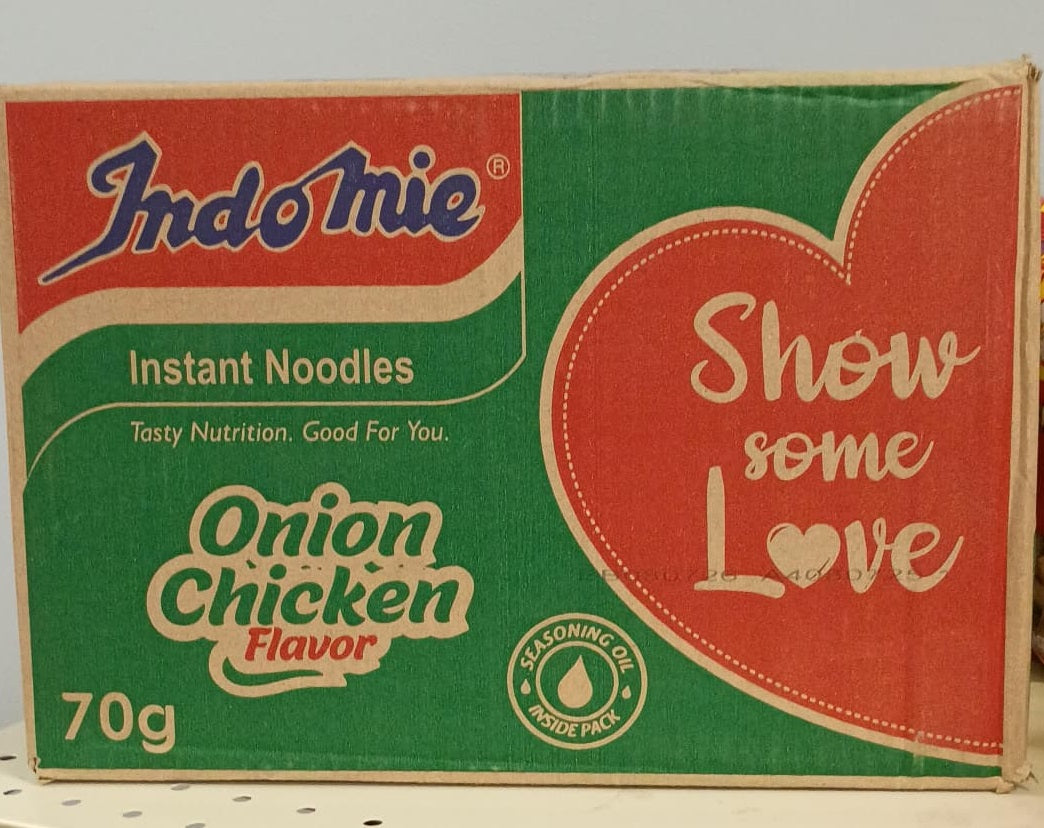 Indomie®
Instant Noodles
Tasty Nutrition. Good For You.
Onion
Chicken
Flavor
70g
SEASONING OIL
INSIDE PACK
Show
some
Love